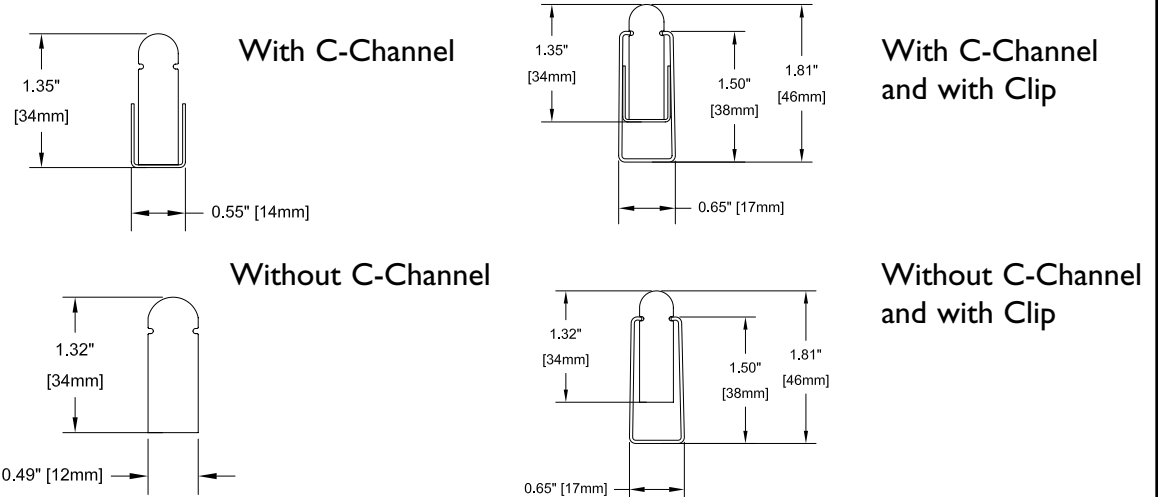 With C-Channel
1.35"
[34mm]
0.55" [14mm]
With C-Channel
and with Clip
1.35"
[34mm]
1.50"
[38mm]
1.81"
[46mm]
0.65" [17mm]
Without C-Channel
1.32"
[34mm]
0.49" [12mm]
Without C-Channel
and with Clip
1.32"
[34mm]
1.50"
[38mm]
1.81"
[46mm]
0.65" [17mm]